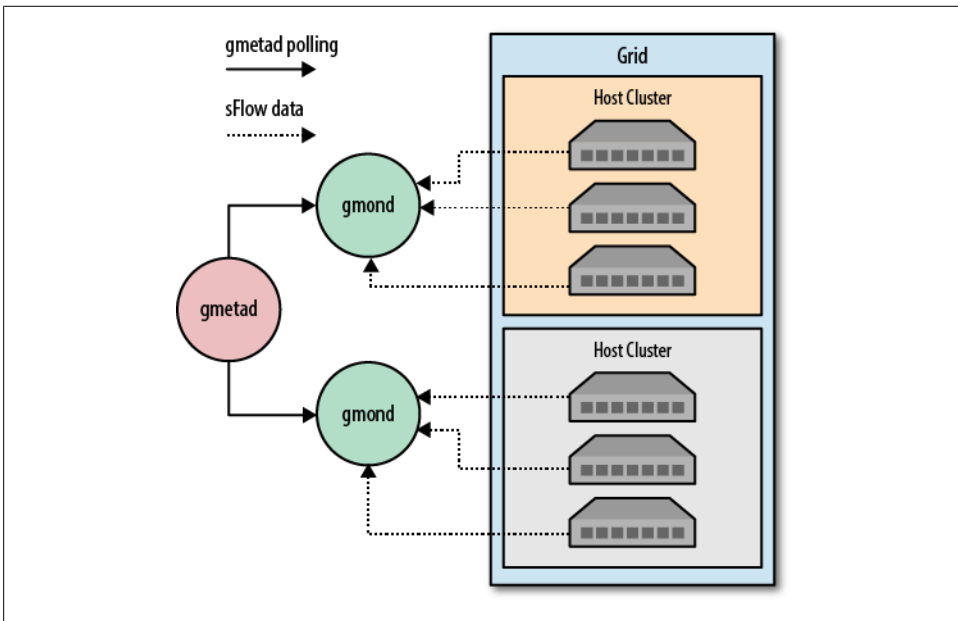 gmetad polling
sFlow data
Grid
Host Cluster
gmond
gmetad
Host Cluster
gmond